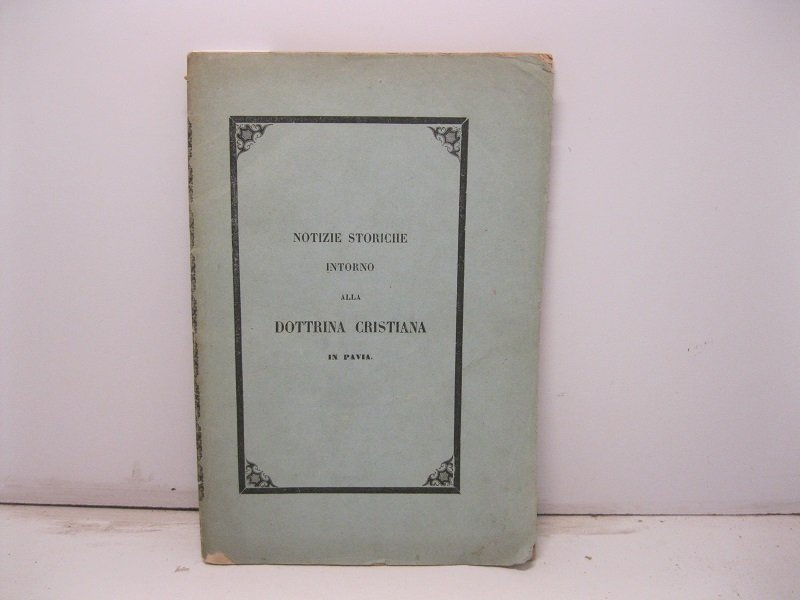 NOTIZIE STORICHE
INTORNO
ALLA
DOTTRINA CRISTIANA
IN PAVIA.